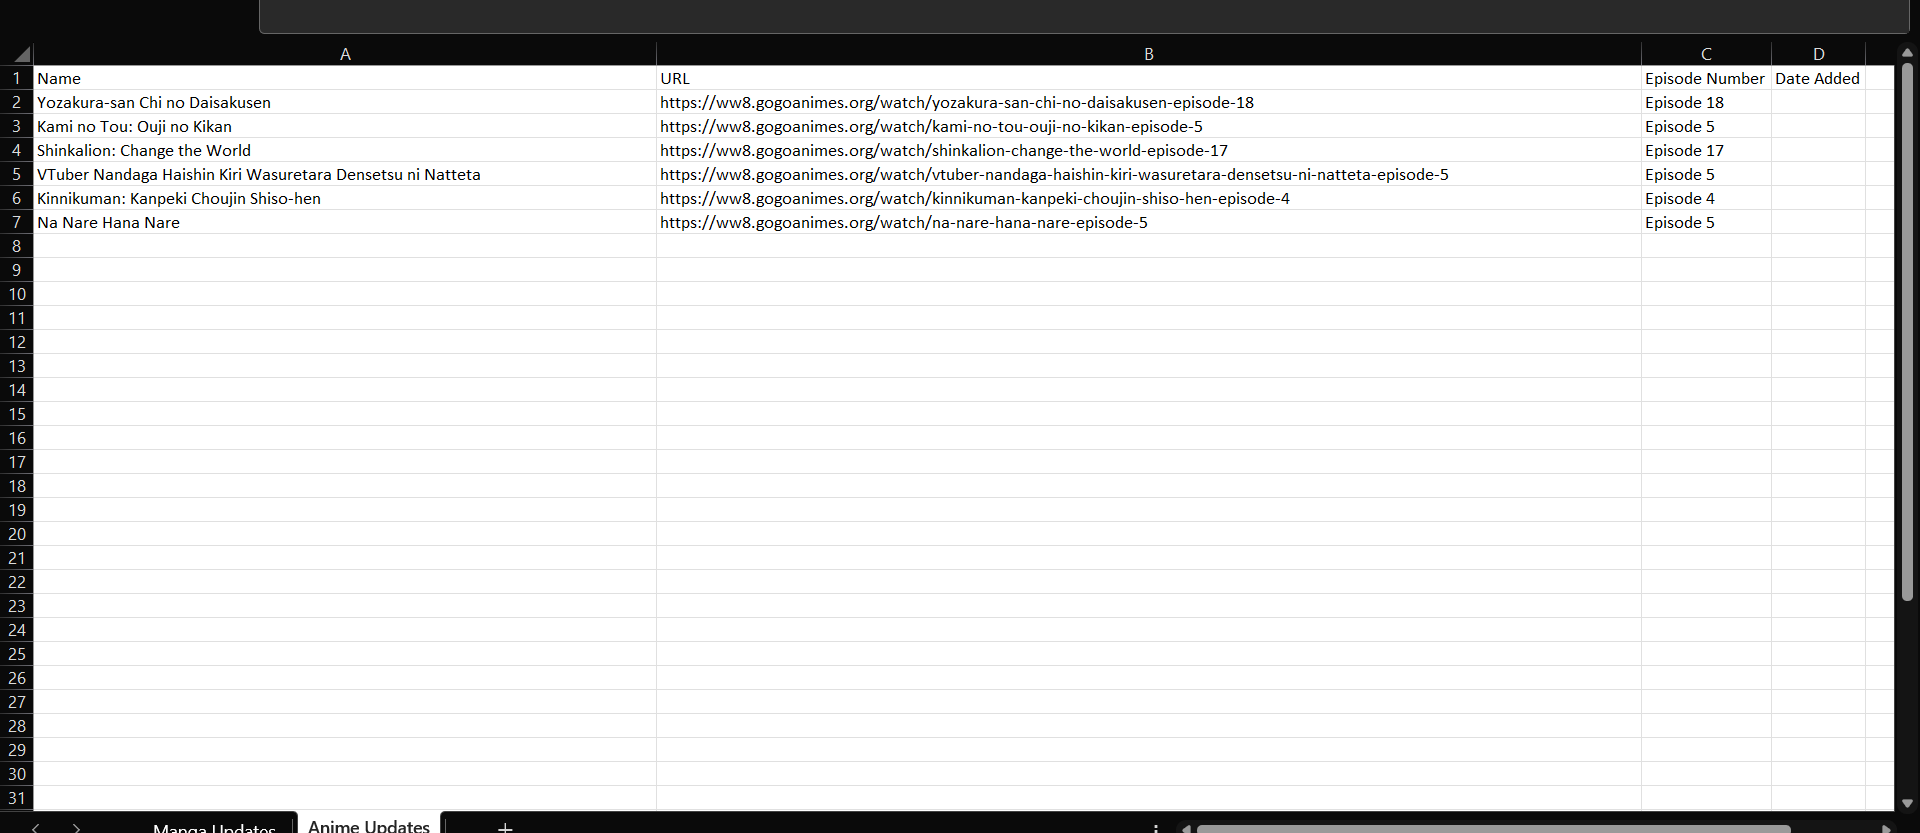 A B C D
1 Name URL Episode Number Date Added
2 Yozakura-san Chi no Daisakusen https://ww8.gogoanimes.org/watch/yozakura-san-chi-no-daisakusen-episode-18 Episode 18
3 Kami no Tou: Ouji no Kikan https://ww8.gogoanimes.org/watch/kami-no-tou-ouji-no-kikan-episode-5 Episode 5
4 Shinkalion: Change the World https://ww8.gogoanimes.org/watch/shinkalion-change-the-world-episode-17 Episode 17
5 VTuber Nandaga Haishin Kiri Wasuretara Densetsu ni Natteta https://ww8.gogoanimes.org/watch/vtuber-nandaga-haishin-kiri-wasuretara-densetsu-ni-natteta-episode-5 Episode 5
6 Kinnikuman: Kanpeki Choujin Shiso-hen https://ww8.gogoanimes.org/watch/kinnikuman-kanpeki-choujin-shiso-hen-episode-4 Episode 4
7 Na Nare Hana Nare https://ww8.gogoanimes.org/watch/na-nare-hana-nare-episode-5 Episode 5
8
9
10
11
12
13
14
15
16
17
18
19
20
21
22
23
24
25
26
27
28
29
30
31
Manga Updates Anime Updates